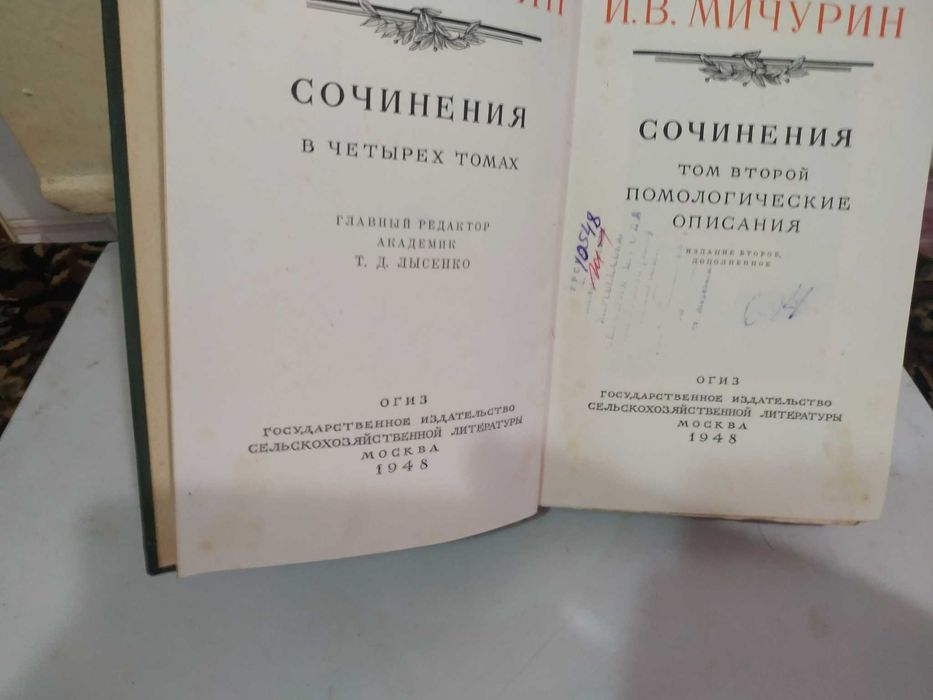 СОЧИНЕНИЯ
В ЧЕТЫРЕХ ТОМАХ
ГЛАВНЫЙ РЕДАКТОР
АКАДЕМИК
Т. Д. ЛЫСЕНКО
ОГИЗ
ГОСУДАРСТВЕННОЕ ИЗДАТЕЛЬСТВО
СЕЛЬСКОХОЗЯЙСТВЕННОЙ ЛИТЕРАТУРЫ
МОСКВА
1948
И. В. МИЧУРИН
СОЧИНЕНИЯ
ТОМ ВТОРОЙ
ПОМОЛОГИЧЕСКИЕ
ОПИСАНИЯ
ИЗДАНИЕ ВТОРОЕ,
ДОПОЛНЕННОЕ
10548
ОГИЗ
ГОСУДАРСТВЕННОЕ ИЗДАТЕЛЬСТВО
СЕЛЬСКОХОЗЯЙСТВЕННОЙ ЛИТЕРАТУРЫ
МОСКВА
1948